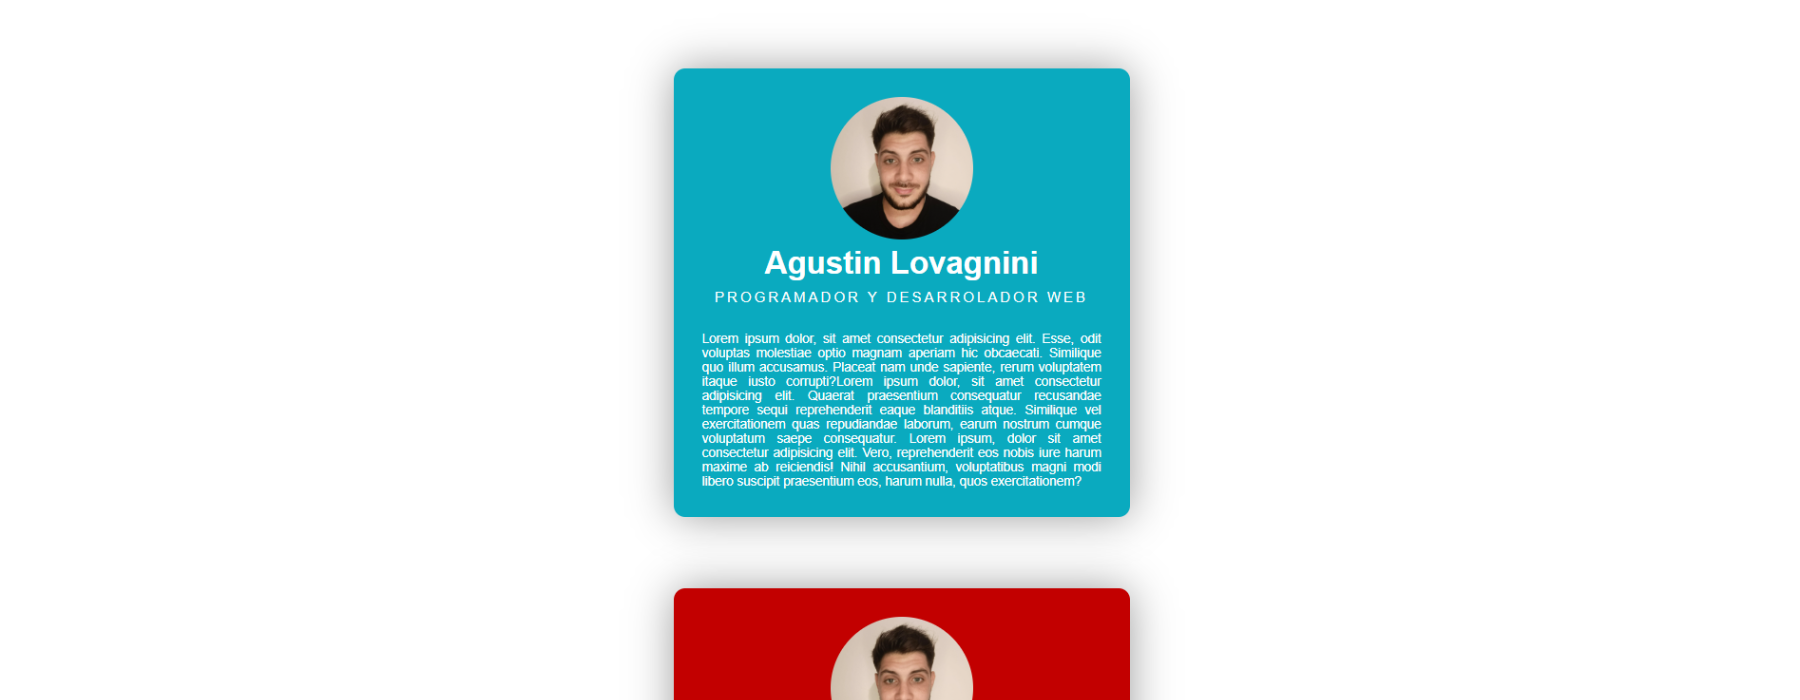 Agustin Lovagnini
PROGRAMADOR Y DESARROLADOR WEB
Lorem ipsum dolor, sit amet consectetur adipisicing elit. Esse, odit
voluptas molestiae optio magnam aperiam hic obcaecati. Similique
quo illum accusamus. Placeat nam unde sapiente, rerum voluptatem
itaque iusto corrupti?Lorem ipsum dolor, sit amet consectetur
adipisicing elit. Quaerat praesentium consequatur recusandae
tempore sequi reprehenderit eaque blanditiis atque. Similique vel
exercitationem quas repudiandae laborum, earum nostrum cumque
voluptatum saepe consequatur. Lorem ipsum, dolor sit amet
consectetur adipisicing elit. Vero, reprehenderit eos nobis iure harum
maxime ab reiciendis! Nihil accusantium, voluptatibus magni modi
libero suscipit praesentium eos, harum nulla, quos exercitationem?